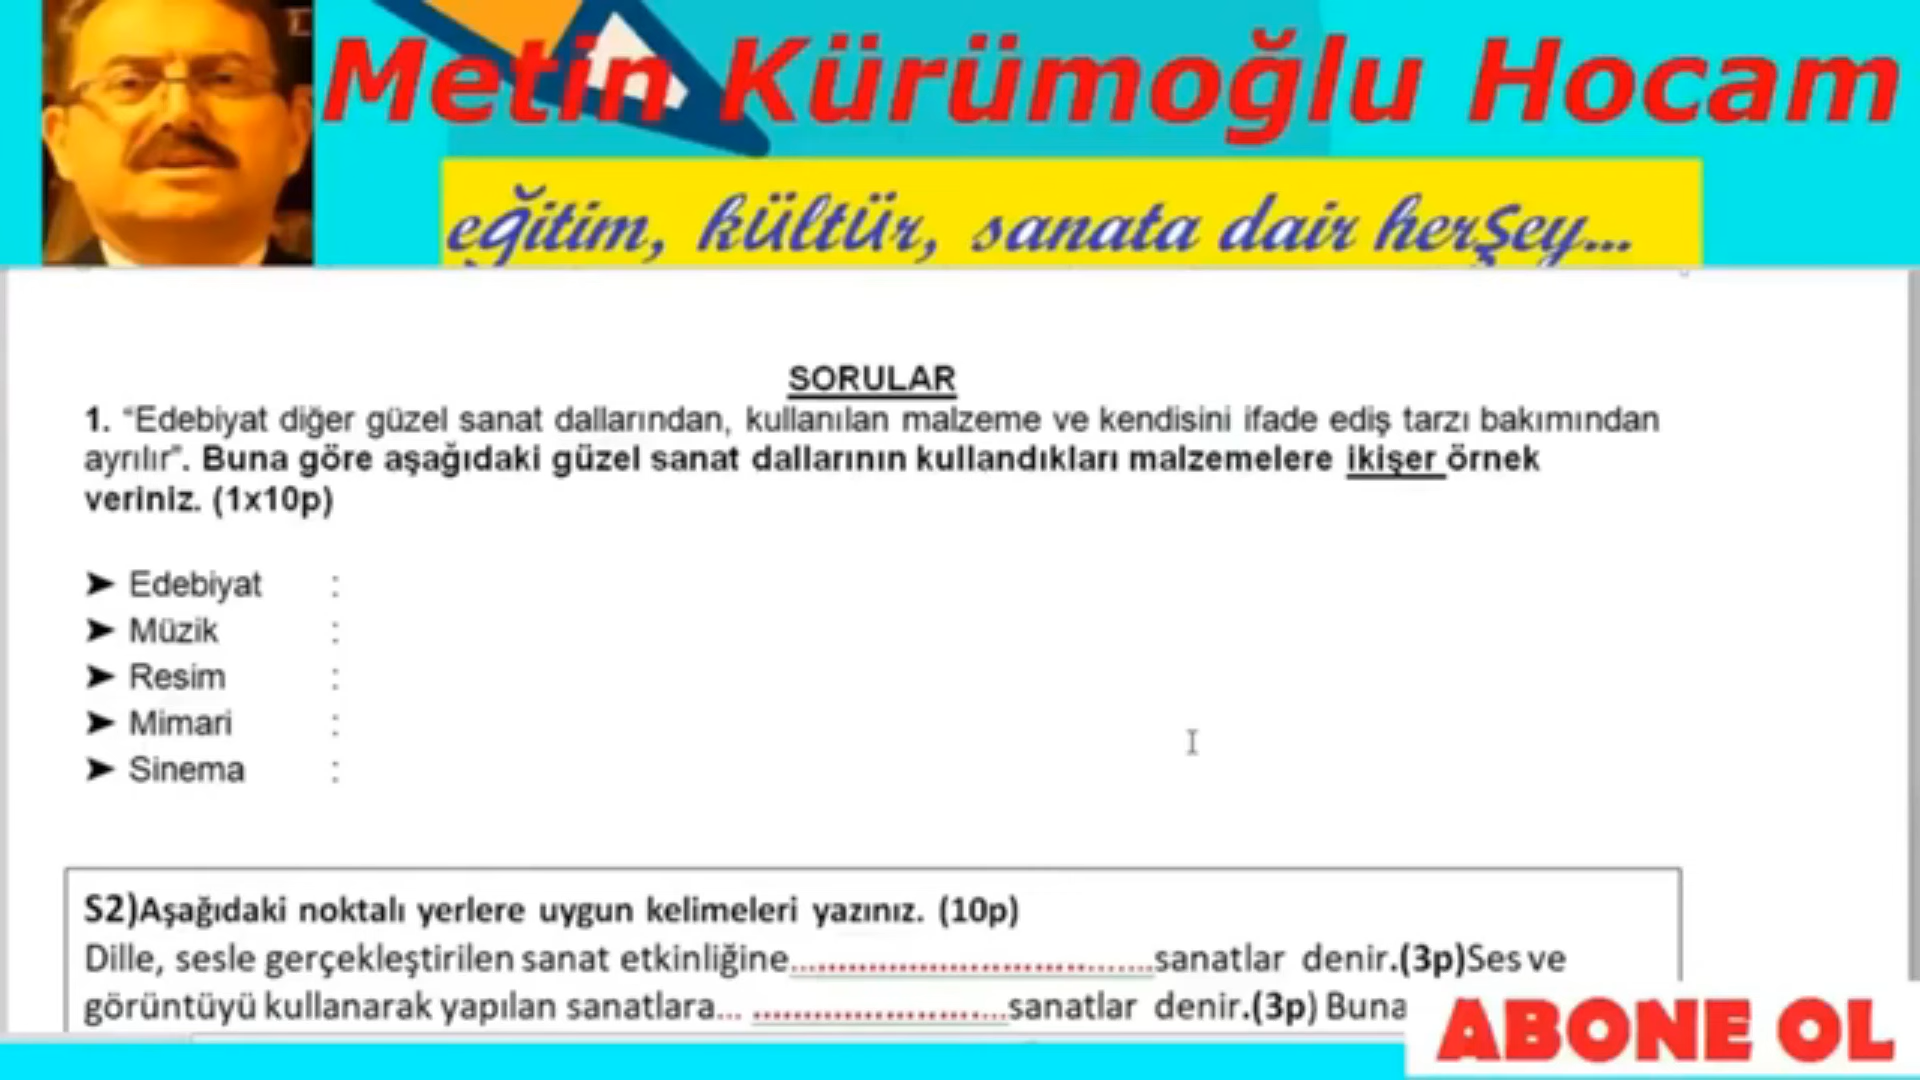 Metin Kürümoğlu Hocam
eğitim, kültür, sanata dair herşey...
SORULAR
1. “Edebiyat diğer güzel sanat dallarından, kullanılan malzeme ve kendisini ifade ediş tarzı bakımından
ayrılır”. Buna göre aşağıdaki güzel sanat dallarının kullandıkları malzemelere ikişer örnek
veriniz. (1x10p)
➤ Edebiyat :
➤ Müzik :
➤ Resim :
➤ Mimari :
➤ Sinema :
S2)Aşağıdaki noktalı yerlere uygun kelimeleri yazınız. (10p)
Dille, sesle gerçekleştirilen sanat etkinliğine.......................................sanatlar denir.(3p)Ses ve
görüntüyü kullanarak yapılan sanatlara... ...........................sanatlar denir.(3p) Buna
ABONE OL